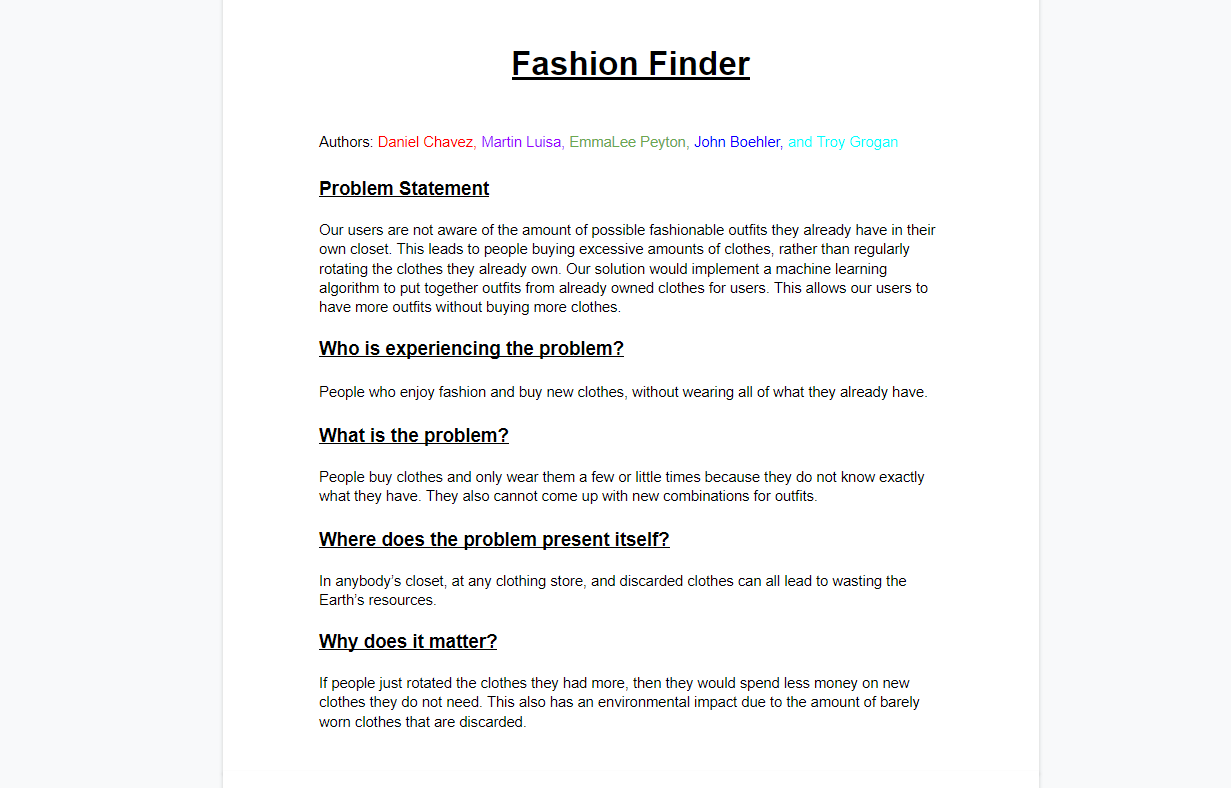 Fashion Finder
Authors: Daniel Chavez, Martin Luisa, EmmaLee Peyton, John Boehler, and Troy Grogan
Problem Statement
Our users are not aware of the amount of possible fashionable outfits they already have in their
own closet. This leads to people buying excessive amounts of clothes, rather than regularly
rotating the clothes they already own. Our solution would implement a machine learning
algorithm to put together outfits from already owned clothes for users. This allows our users to
have more outfits without buying more clothes.
Who is experiencing the problem?
People who enjoy fashion and buy new clothes, without wearing all of what they already have.
What is the problem?
People buy clothes and only wear them a few or little times because they do not know exactly
what they have. They also cannot come up with new combinations for outfits.
Where does the problem present itself?
In anybody’s closet, at any clothing store, and discarded clothes can all lead to wasting the
Earth’s resources.
Why does it matter?
If people just rotated the clothes they had more, then they would spend less money on new
clothes they do not need. This also has an environmental impact due to the amount of barely
worn clothes that are discarded.